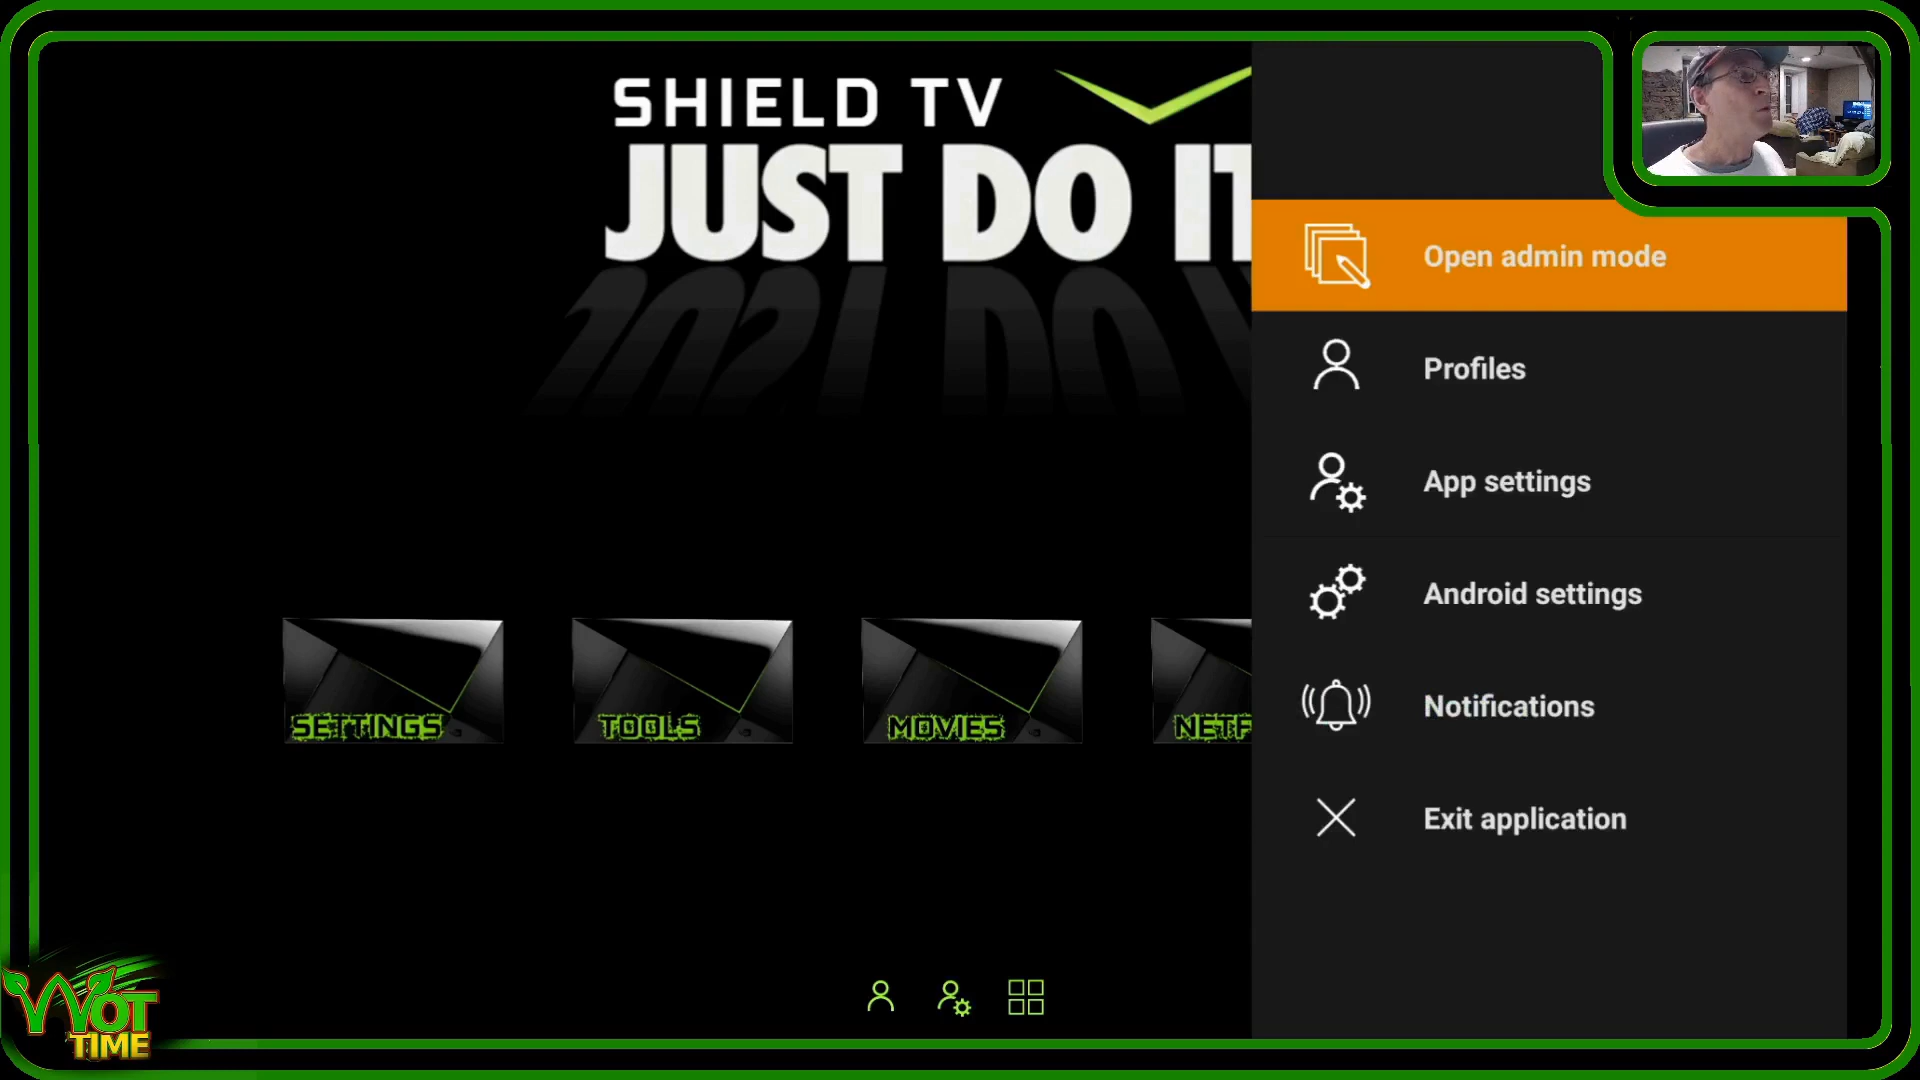 SHIELD TV
JUST DO IT
Open admin mode
Profiles
App settings
Android settings
Notifications
Exit application
SETTINGS
TOOLS
MOVIES
NETF
WOT
TIME